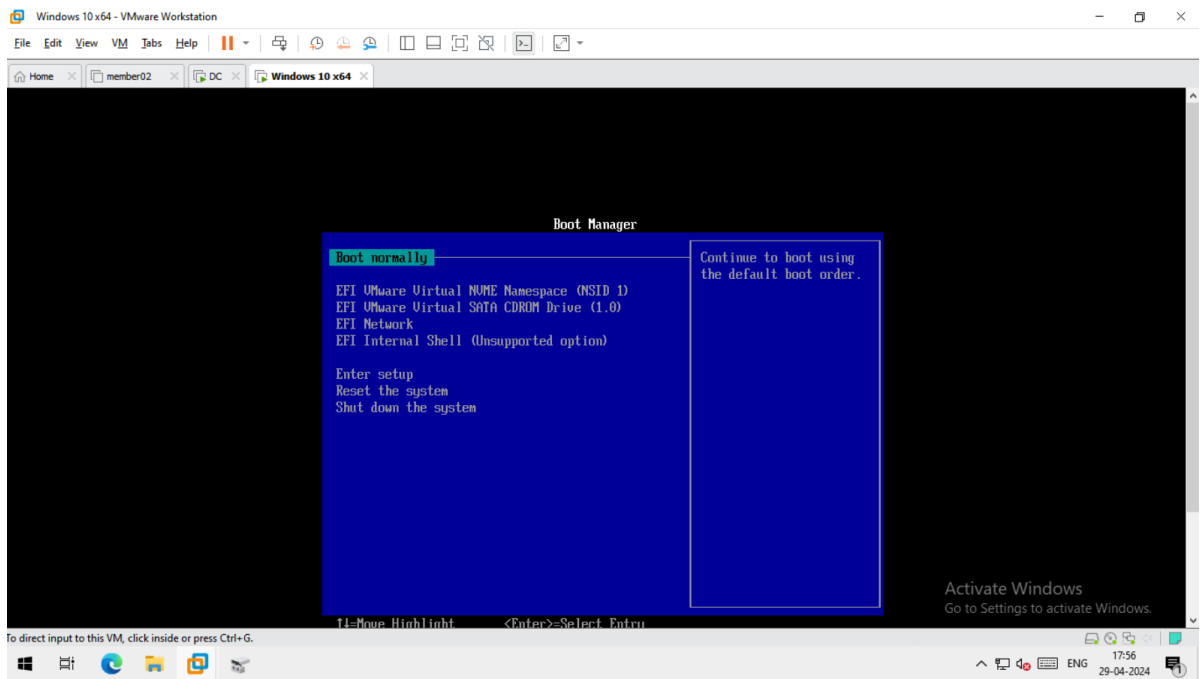 Windows 10 x64 - VMware Workstation
File Edit View VM Tabs Help
Home member02 DC Windows 10 x64
Boot Manager
Boot normally
EFI VMware Virtual NVME Namespace (NSID 1)
EFI VMware Virtual SATA CDROM Drive (1.0)
EFI Network
EFI Internal Shell (Unsupported option)
Enter setup
Reset the system
Shut down the system
Continue to boot using
the default boot order.
↑↓=Move Highlight <Enter>=Select Entry
Activate Windows
Go to Settings to activate Windows.
To direct input to this VM, click inside or press Ctrl+G.
ENG
17:56
29-04-2024
1